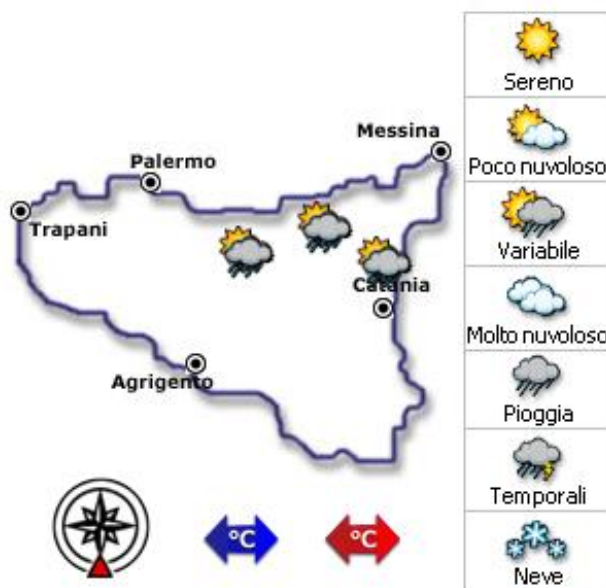 Messina
Palermo
Trapani
Catania
Agrigento
°C
°C
Sereno
Poco nuvoloso
Variabile
Molto nuvoloso
Pioggia
Temporali
Neve